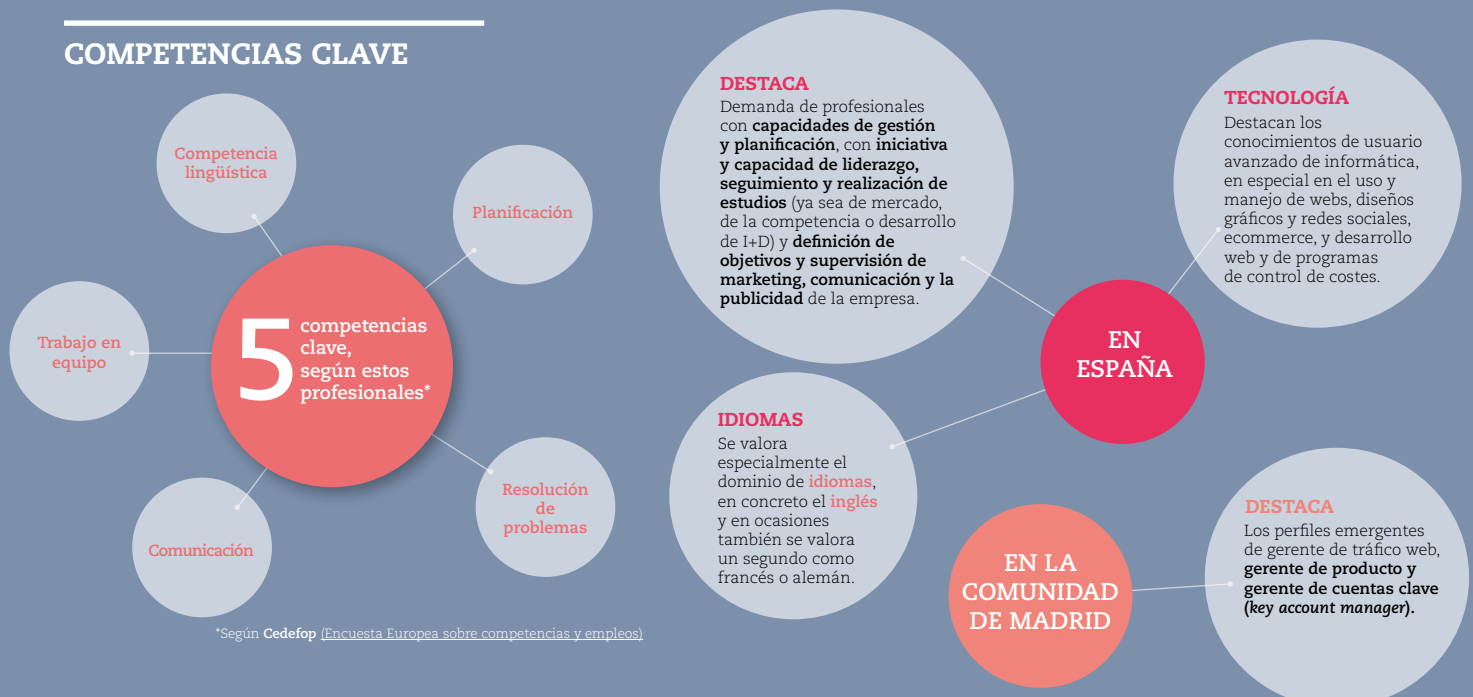 COMPETENCIAS CLAVE
Competencia
lingüística
Planificación
Trabajo en
equipo
5
competencias
clave,
según estos
profesionales*
Resolución
de
problemas
Comunicación
*Según Cedefop (Encuesta Europea sobre competencias y empleos)
DESTACA
Demanda de profesionales
con capacidades de gestión
y planificación, con iniciativa
y capacidad de liderazgo,
seguimiento y realización de
estudios (ya sea de mercado,
de la competencia o desarrollo
de I+D) y definición de
objetivos y supervisión de
marketing, comunicación y la
publicidad de la empresa.
TECNOLOGÍA
Destacan los
conocimientos de usuario
avanzado de informática,
en especial en el uso y
manejo de webs, diseños
gráficos y redes sociales,
ecommerce, y desarrollo
web y de programas
de control de costes.
EN
ESPAÑA
IDIOMAS
Se valora
especialmente el
dominio de idiomas,
en concreto el inglés
y en ocasiones
también se valora
un segundo como
francés o alemán.
EN LA
COMUNIDAD
DE MADRID
DESTACA
Los perfiles emergentes
de gerente de tráfico web,
gerente de producto y
gerente de cuentas clave
(key account manager).